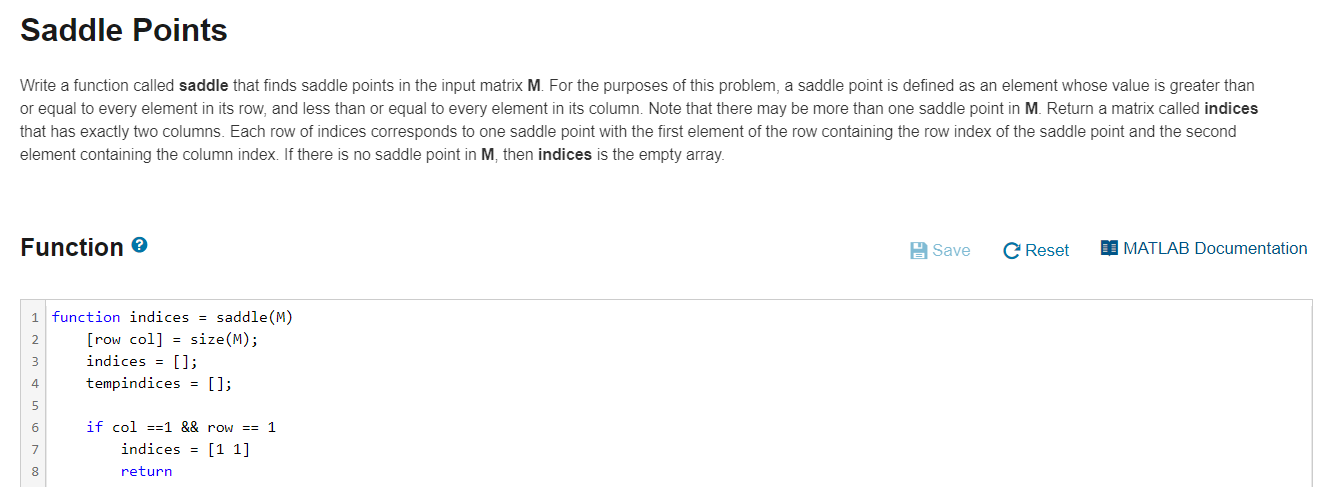 Saddle Points
Write a function called saddle that finds saddle points in the input matrix M. For the purposes of this problem, a saddle point is defined as an element whose value is greater than
or equal to every element in its row, and less than or equal to every element in its column. Note that there may be more than one saddle point in M. Return a matrix called indices
that has exactly two columns. Each row of indices corresponds to one saddle point with the first element of the row containing the row index of the saddle point and the second
element containing the column index. If there is no saddle point in M, then indices is the empty array.
Function ?
Save Reset MATLAB Documentation
1 function indices = saddle(M)
2 [row col] = size(M);
3 indices = [];
4 tempindices = [];
5
6 if col ==1 && row == 1
7 indices = [1 1]
8 return